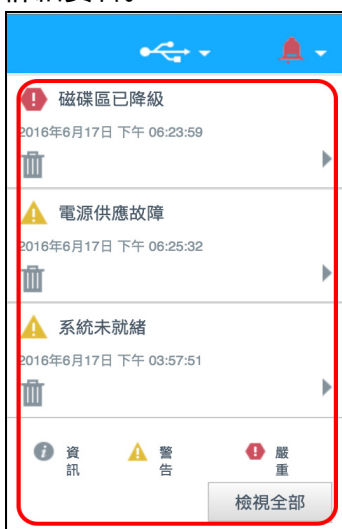 磁碟區已降級
2016年6月17日 下午 06:23:59
電源供應故障
2016年6月17日 下午 06:25:32
系統未就緒
2016年6月17日 下午 03:57:51
資訊 警告 嚴重
檢視全部